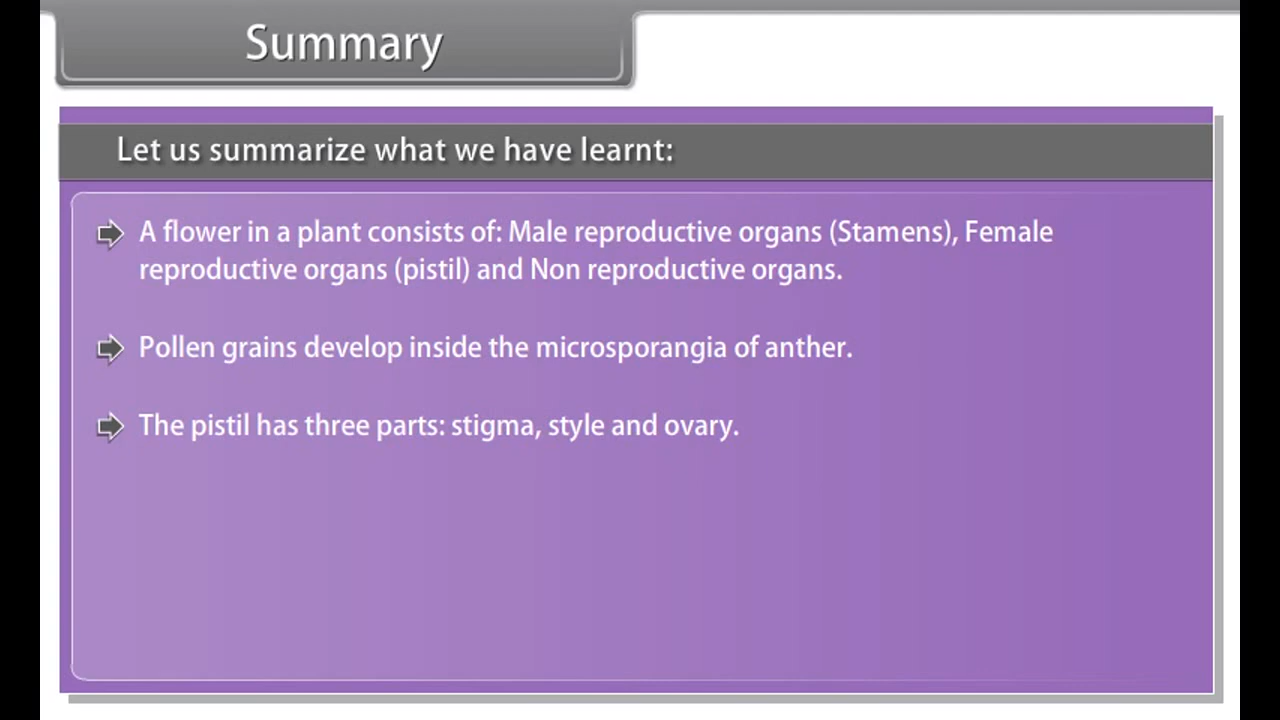 Summary
Let us summarize what we have learnt:
A flower in a plant consists of: Male reproductive organs (Stamens), Female
reproductive organs (pistil) and Non reproductive organs.
Pollen grains develop inside the microsporangia of anther.
The pistil has three parts: stigma, style and ovary.